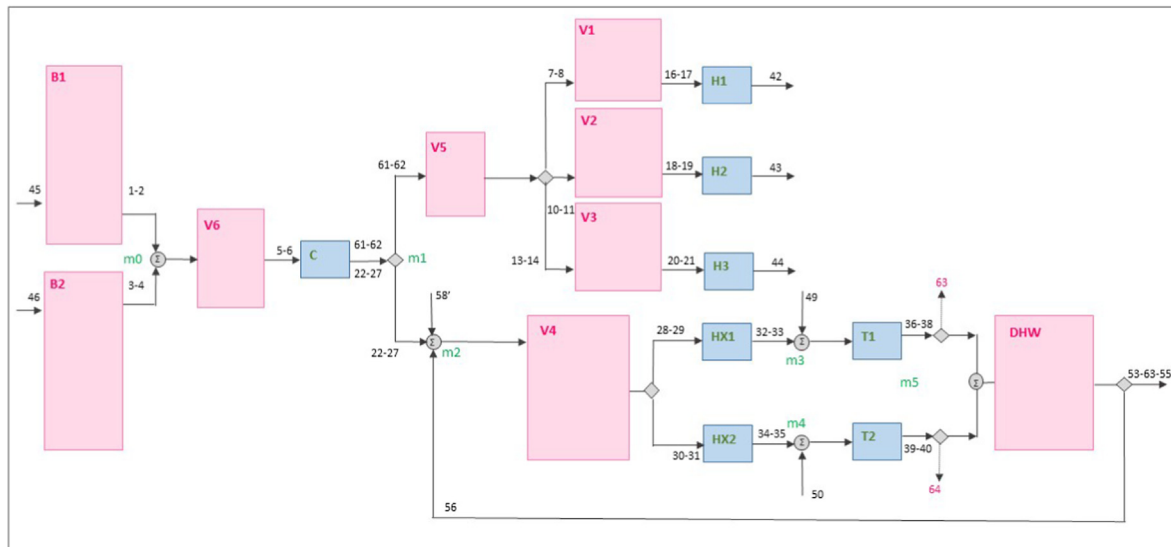 V1
B1
7-8
16-17
H1
42
V2
V5
61-62
18-19
H2
43
45
1-2
10-11
V3
V6
61-62
5-6
C
m0
m1
22-27
13-14
20-21
H3
44
46
B2
3-4
58'
49
63
V4
28-29
HX1
32-33
T1
36-38
DHW
22-27
m2
m3
m5
53-63-55
m4
HX2
34-35
T2
30-31
39-40
50
64
56
Σ
Σ
Σ
Σ
Σ